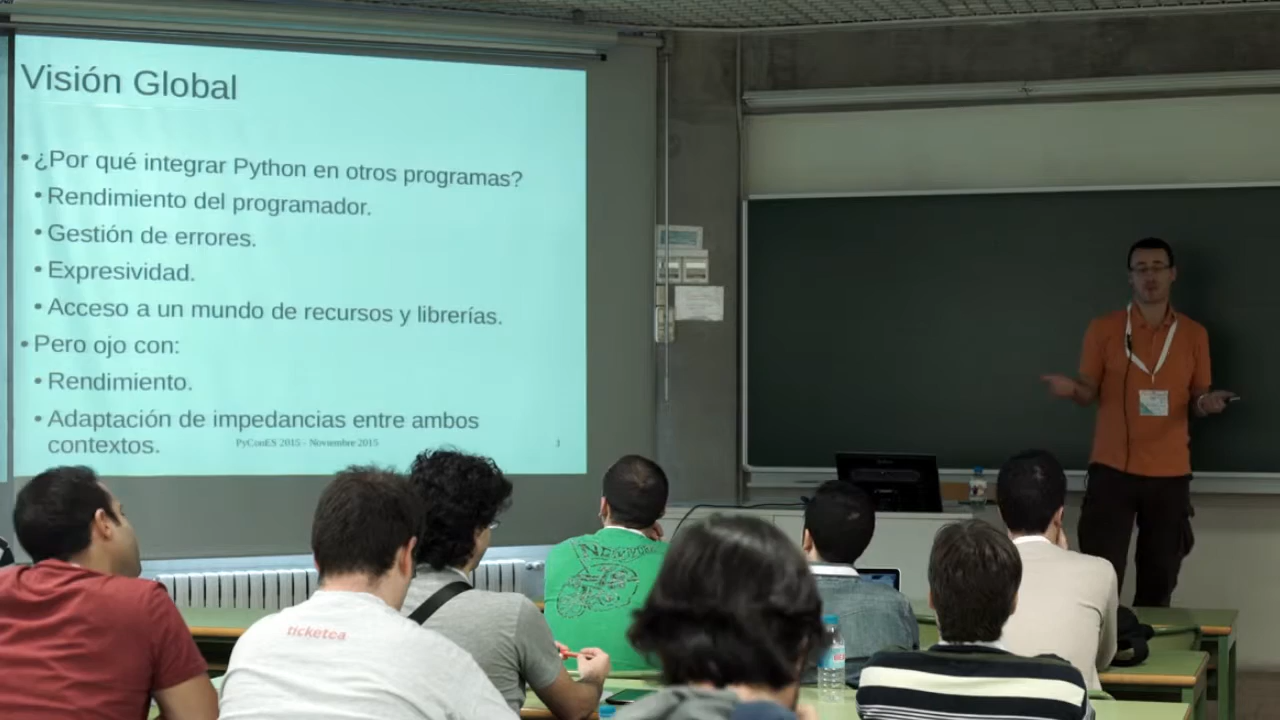 Visión Global
• ¿Por qué integrar Python en otros programas?
• Rendimiento del programador.
• Gestión de errores.
• Expresividad.
• Acceso a un mundo de recursos y librerías.
• Pero ojo con:
• Rendimiento.
• Adaptación de impedancias entre ambos
contextos.
PyConES 2015 - Noviembre 2015
ticketea